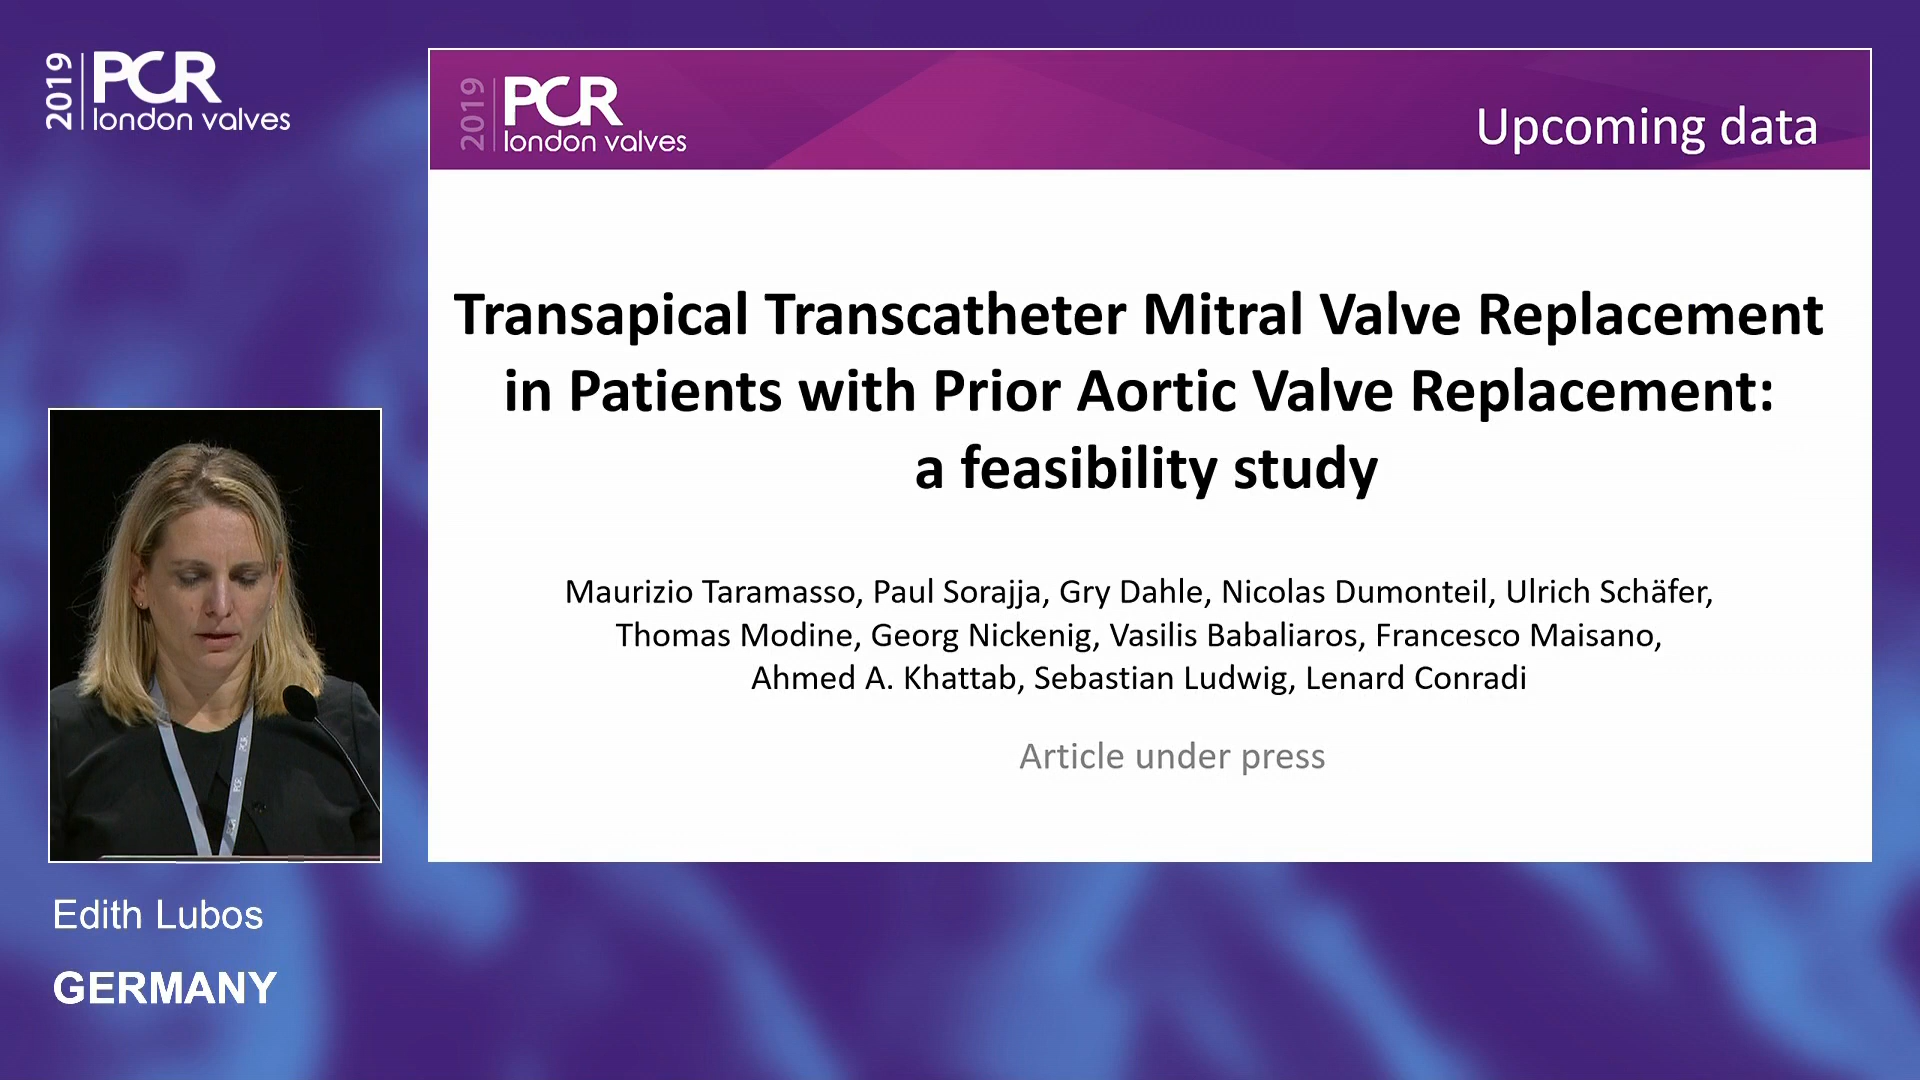 2019
PCR
london valves
2019
PCR
london valves
Upcoming data
Transapical Transcatheter Mitral Valve Replacement
in Patients with Prior Aortic Valve Replacement:
a feasibility study
Maurizio Taramasso, Paul Sorajja, Gry Dahle, Nicolas Dumonteil, Ulrich Schäfer,
Thomas Modine, Georg Nickenig, Vasilis Babaliaros, Francesco Maisano,
Ahmed A. Khattab, Sebastian Ludwig, Lenard Conradi
Article under press
Edith Lubos
GERMANY